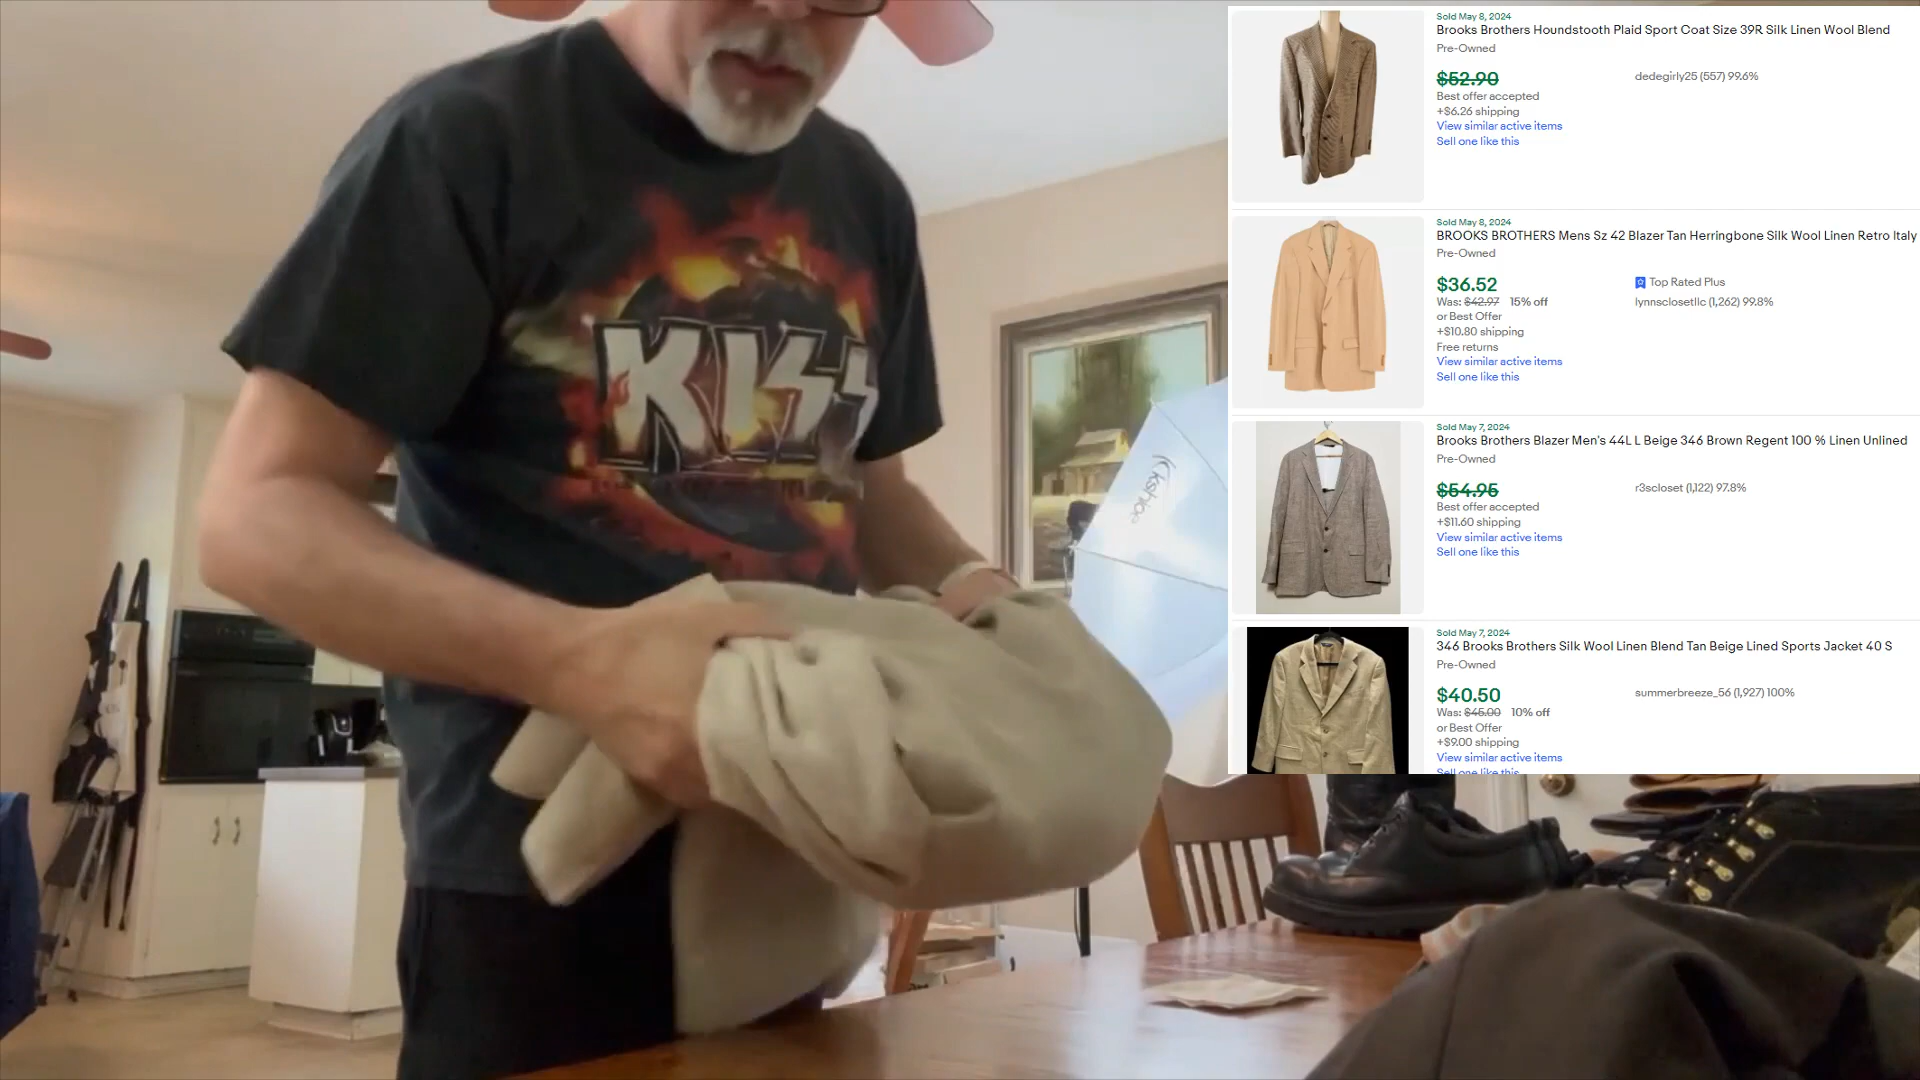 KISS
Kkshioo
Sold May 8, 2024
Brooks Brothers Houndstooth Plaid Sport Coat Size 39R Silk Linen Wool Blend
Pre-Owned
$52.90
dedegirly25 (557) 99.6%
Best offer accepted
+$6.26 shipping
View similar active items
Sell one like this
Sold May 8, 2024
BROOKS BROTHERS Mens Sz 42 Blazer Tan Herringbone Silk Wool Linen Retro Italy
Pre-Owned
$36.52
Top Rated Plus
Was: $42.97 15% off
lynnsclosetllc (1,262) 99.8%
or Best Offer
+$10.80 shipping
Free returns
View similar active items
Sell one like this
Sold May 7, 2024
Brooks Brothers Blazer Men's 44L L Beige 346 Brown Regent 100 % Linen Unlined
Pre-Owned
$54.95
r3scloset (1,122) 97.8%
Best offer accepted
+$11.60 shipping
View similar active items
Sell one like this
Sold May 7, 2024
346 Brooks Brothers Silk Wool Linen Blend Tan Beige Lined Sports Jacket 40 S
Pre-Owned
$40.50
summerbreeze_56 (1,927) 100%
Was: $45.00 10% off
or Best Offer
+$9.00 shipping
View similar active items
Sell one like this